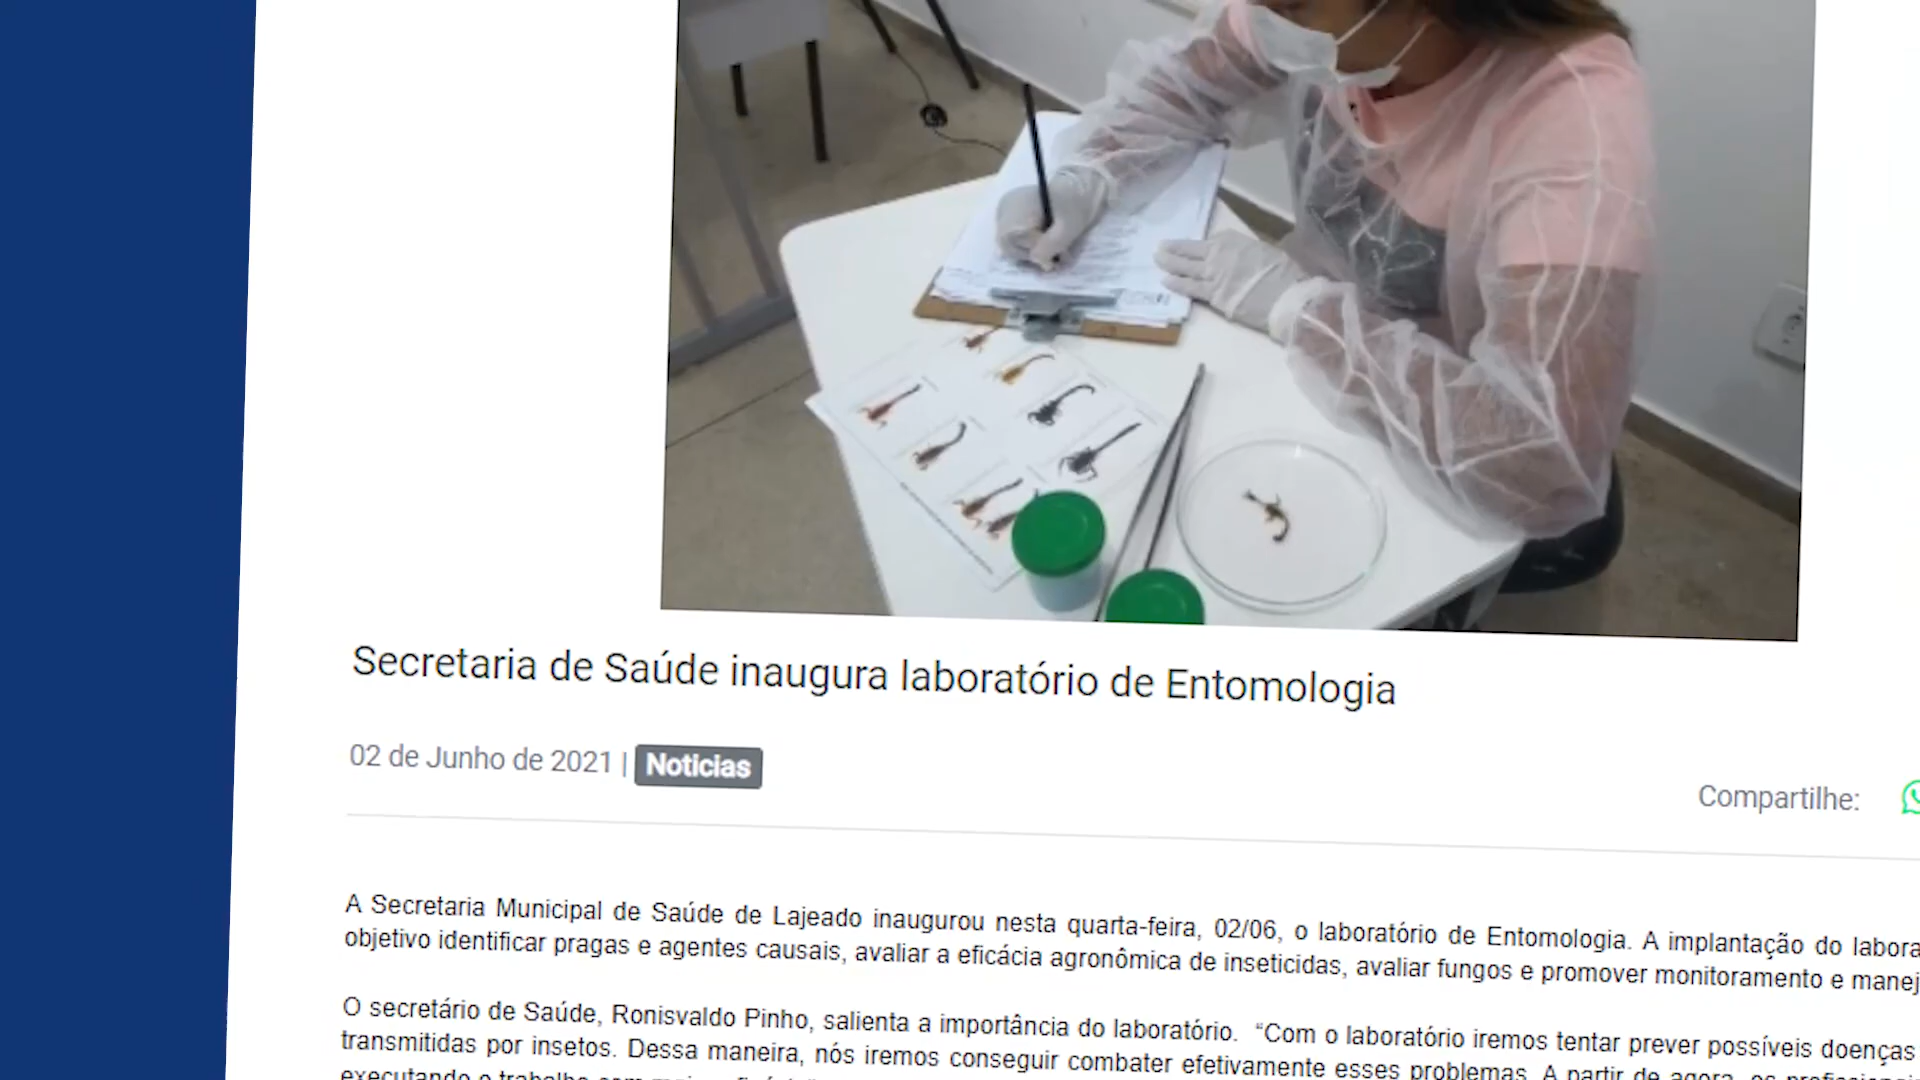 Secretaria de Saúde inaugura laboratório de Entomologia
02 de Junho de 2021 | Noticias
Compartilhe:
A Secretaria Municipal de Saúde de Lajeado inaugurou nesta quarta-feira, 02/06, o laboratório de Entomologia. A implantação do
objetivo identificar pragas e agentes causais, avaliar a eficácia agronômica de inseticidas, avaliar fungos e promover monitoramento e
O secretário de Saúde, Ronisvaldo Pinho, salienta a importância do laboratório. “Com o laboratório iremos tentar prever possíveis doenças
transmitidas por insetos. Dessa maneira, nós iremos conseguir combater efetivamente esses problemas. A partir de agora, os
executando o trabalho com